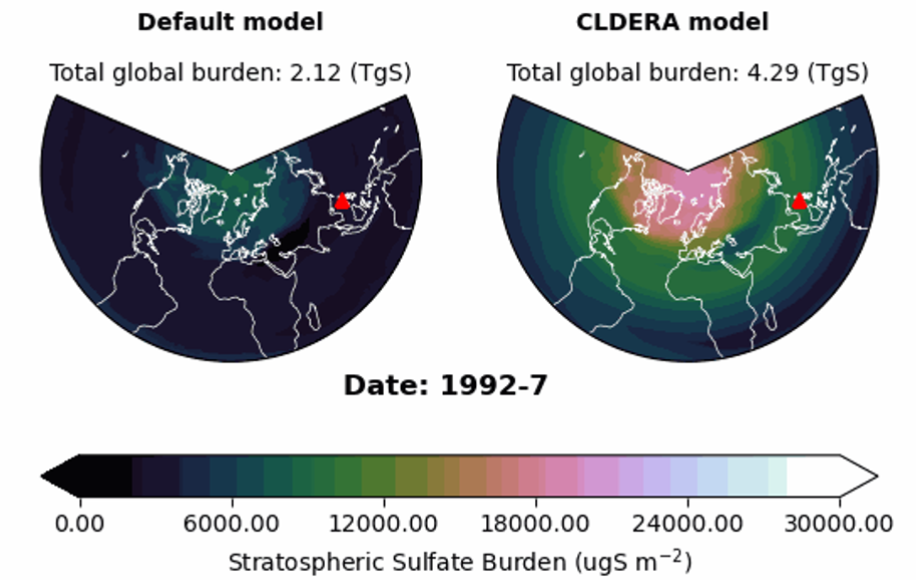 Default model
CLDERA model
Total global burden: 2.12 (TgS)
Total global burden: 4.29 (TgS)
Date: 1992-7
0.00
6000.00
12000.00
18000.00
24000.00
30000.00
Stratospheric Sulfate Burden (ugS m⁻²)